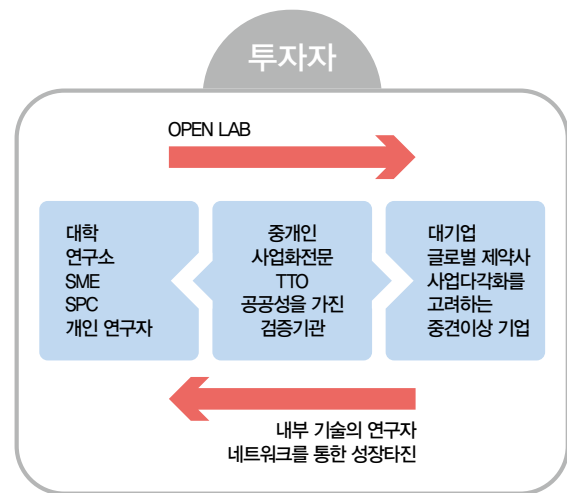 투자자
OPEN LAB
대학
연구소
SME
SPC
개인 연구자
중개인
사업화전문
TTO
공공성을 가진
검증기관
대기업
글로벌 제약사
사업다각화를
고려하는
중견이상 기업
내부 기술의 연구자
네트워크를 통한 성장타진